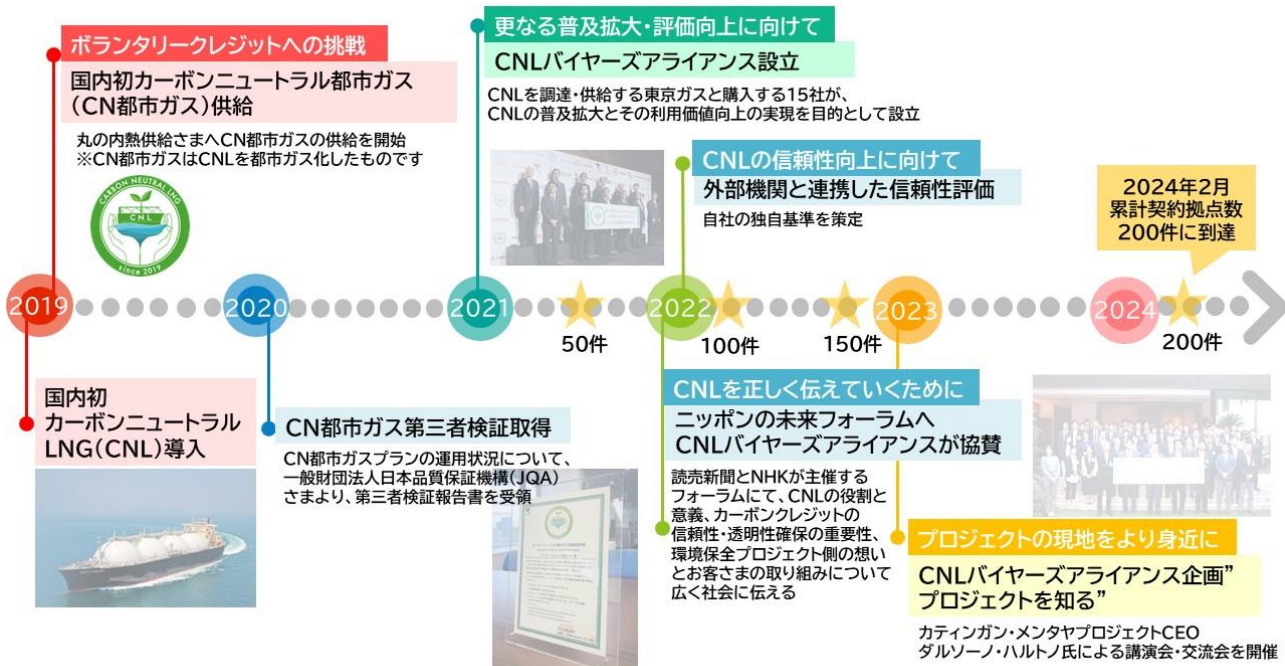 ボランタリークレジットへの挑戦
国内初カーボンニュートラル都市ガス
(CN都市ガス)供給
丸の内熱供給さまへCN都市ガスの供給を開始
※CN都市ガスはCNLを都市ガス化したものです
CARBON NEUTRAL LNG
CNL
since 2019
更なる普及拡大・評価向上に向けて
CNLバイヤーズアライアンス設立
CNLを調達・供給する東京ガスと購入する15社が、
CNLの普及拡大とその利用価値向上の実現を目的として設立
CNLの信頼性向上に向けて
外部機関と連携した信頼性評価
自社の独自基準を策定
2024年2月
累計契約拠点数
200件に到達
2019
2020
2021
2022
2023
2024
50件
100件
150件
200件
国内初
カーボンニュートラル
LNG(CNL)導入
CN都市ガス第三者検証取得
CN都市ガスプランの運用状況について、
一般財団法人日本品質保証機構(JQA)
さまより、第三者検証報告書を受領
CNLを正しく伝えていくために
ニッポンの未来フォーラムへ
CNLバイヤーズアライアンスが協賛
読売新聞とNHKが主催する
フォーラムにて、CNLの役割と
意義、カーボンクレジットの
信頼性・透明性確保の重要性、
環境保全プロジェクト側の想い
とお客さまの取り組みについて
広く社会に伝える
プロジェクトの現地をより身近に
CNLバイヤーズアライアンス企画”
プロジェクトを知る”
カティンガン・メンタヤプロジェクトCEO
ダルソーノ・ハルトノ氏による講演会・交流会を開催